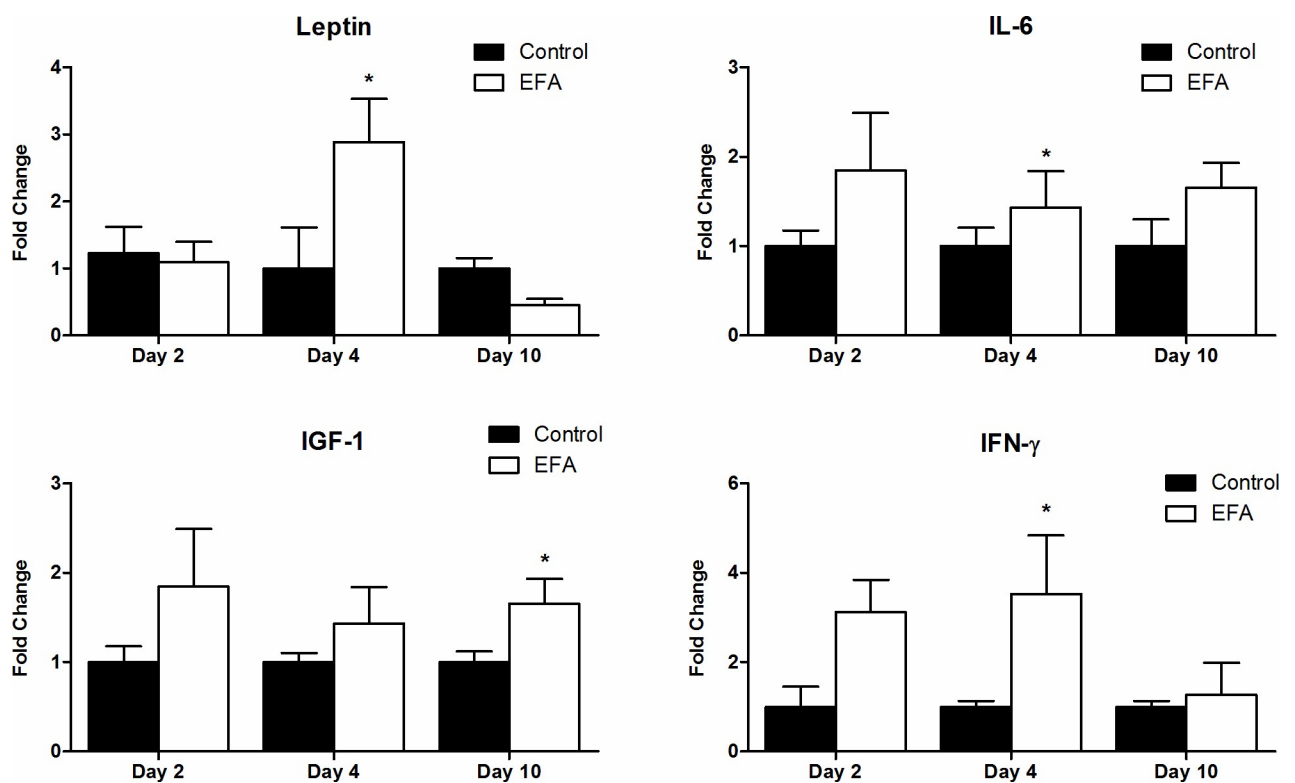 Leptin
Control
EFA
Fold Change
4
3
2
1
0
*
Day 2
Day 4
Day 10
IL-6
Control
EFA
Fold Change
3
2
1
0
*
Day 2
Day 4
Day 10
IGF-1
Control
EFA
Fold Change
3
2
1
0
*
Day 2
Day 4
Day 10
IFN-γ
Control
EFA
Fold Change
6
4
2
0
*
Day 2
Day 4
Day 10